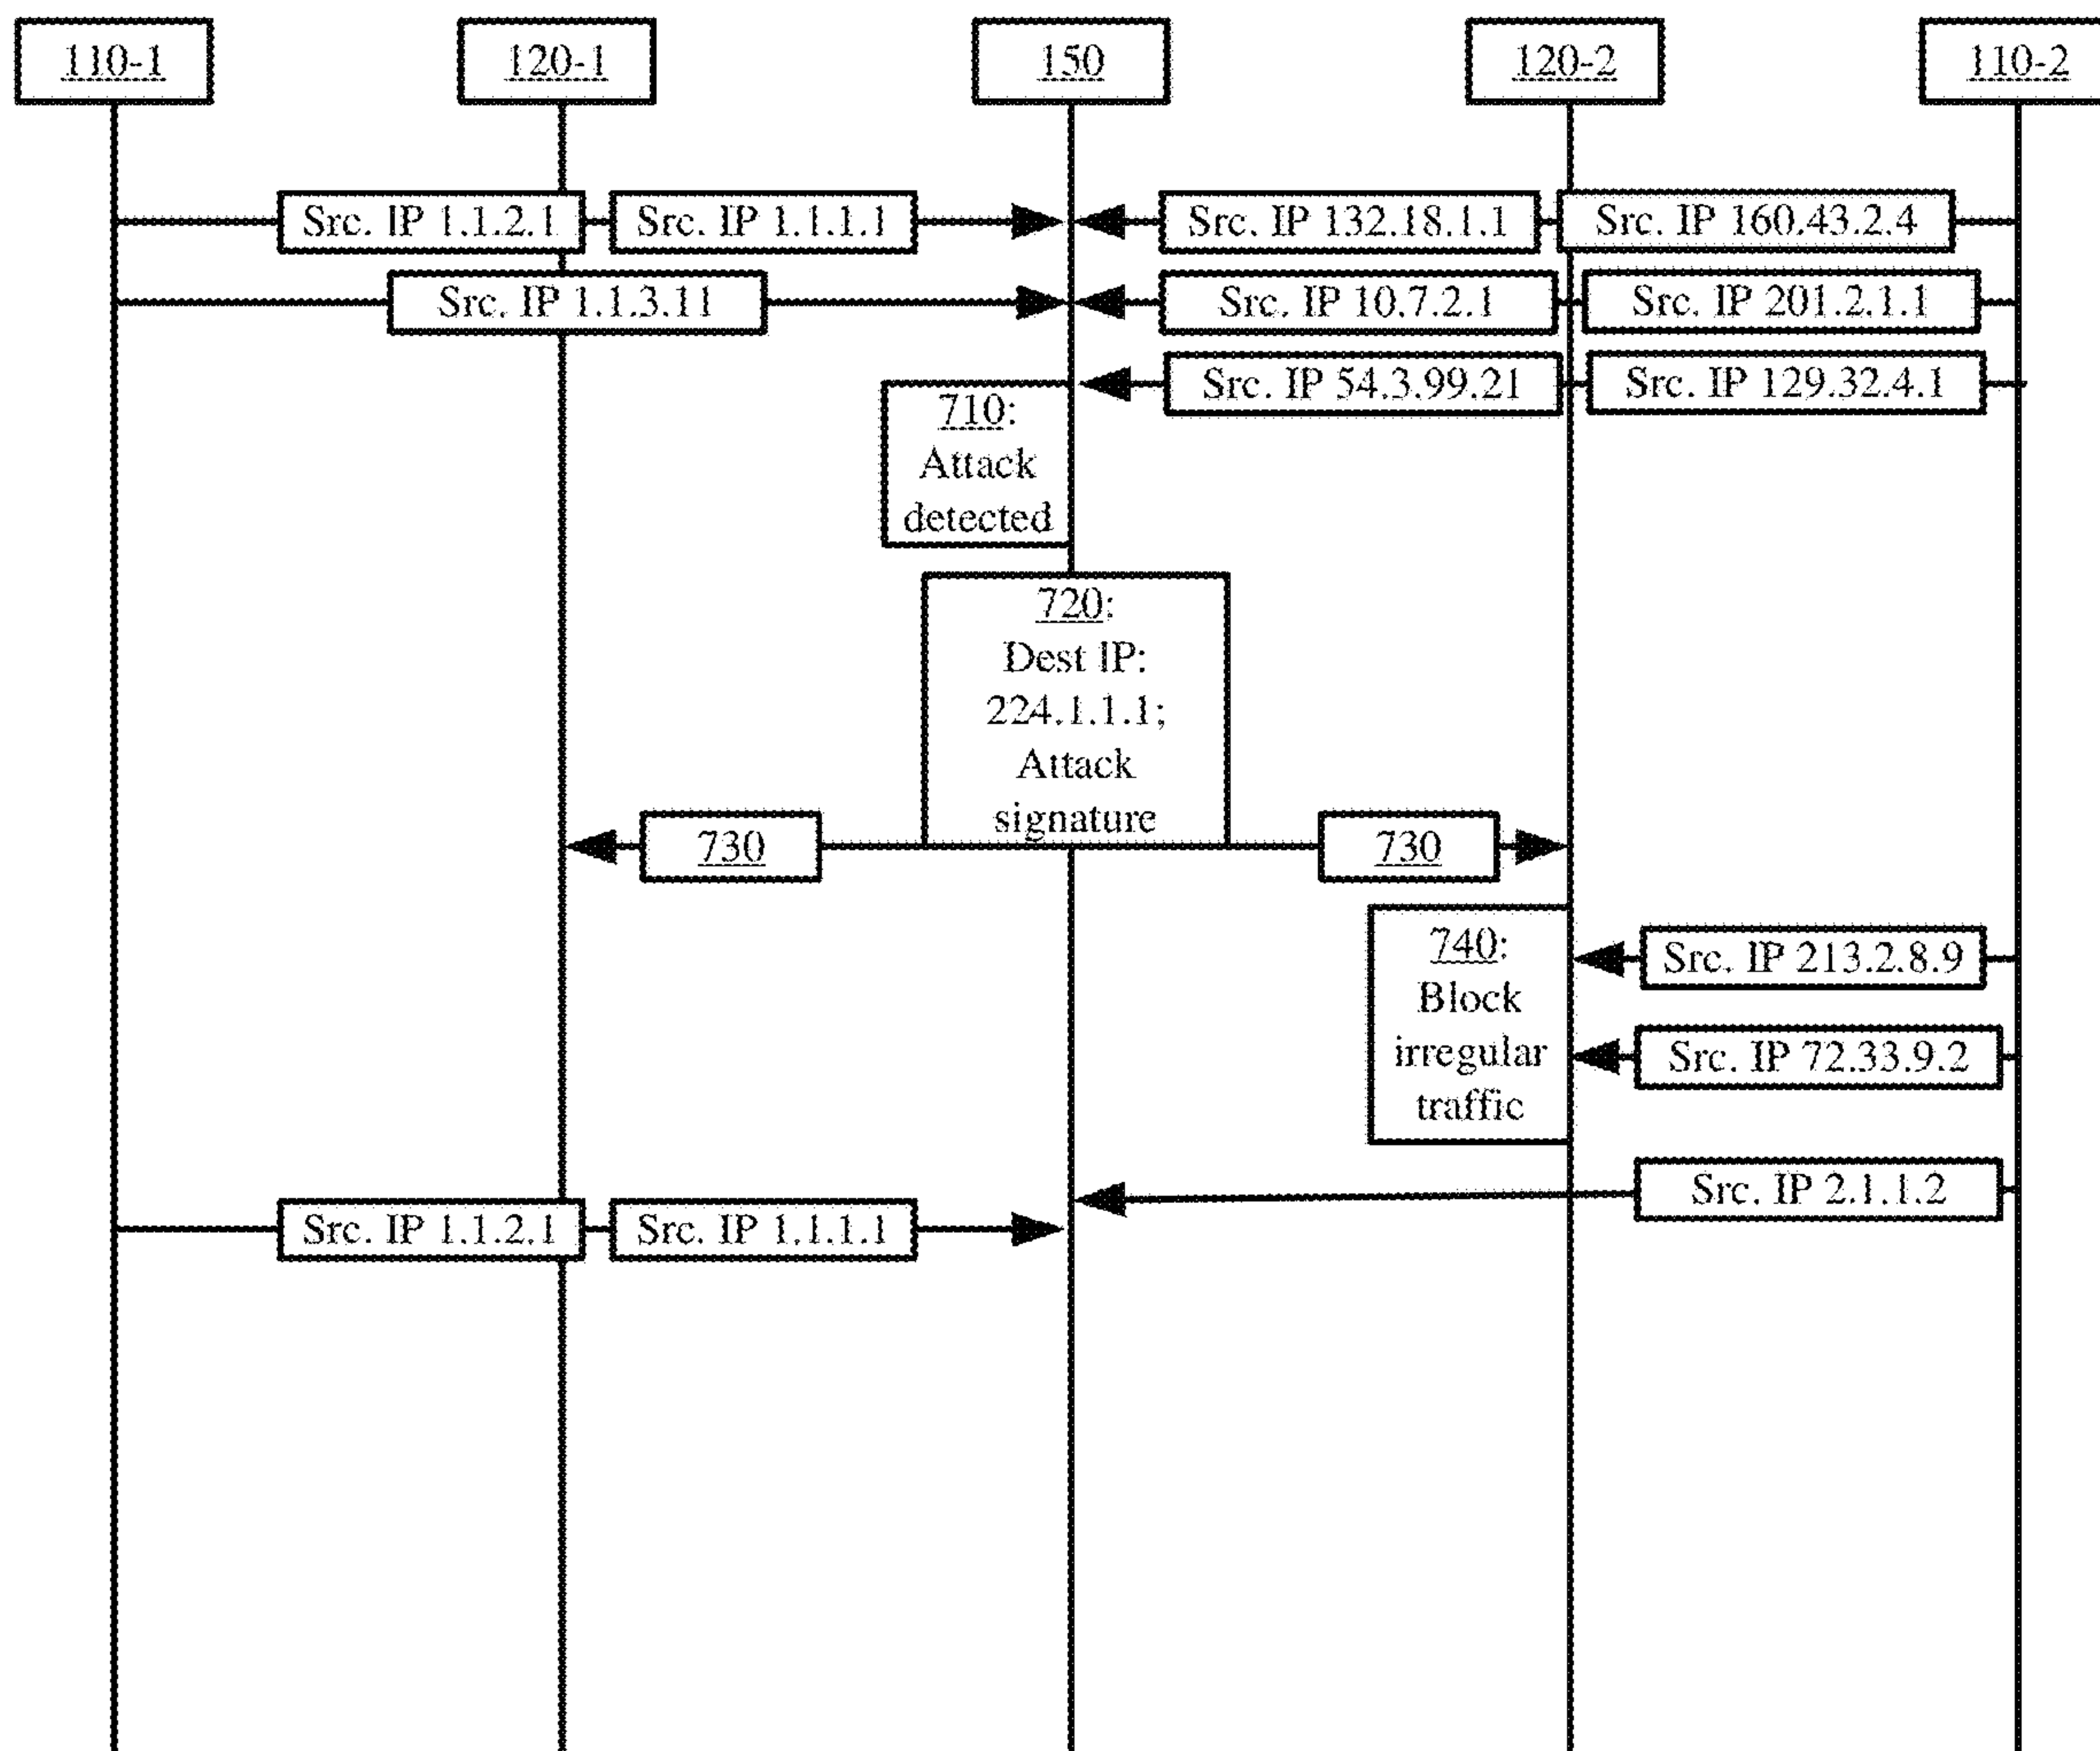 110-1
120-1
150
120-2
110-2
Src. IP 1.1.2.1
Src. IP 1.1.1.1
Src. IP 132.18.1.1
Src. IP 160.43.2.4
Src. IP 1.1.3.11
Src. IP 10.7.2.1
Src. IP 201.2.1.1
Src. IP 54.3.99.21
Src. IP 129.32.4.1
710:
Attack
detected
720:
Dest IP:
224.1.1.1;
Attack
signature
730
730
740:
Block
irregular
traffic
Src. IP 213.2.8.9
Src. IP 72.33.9.2
Src. IP 2.1.1.2
Src. IP 1.1.2.1
Src. IP 1.1.1.1